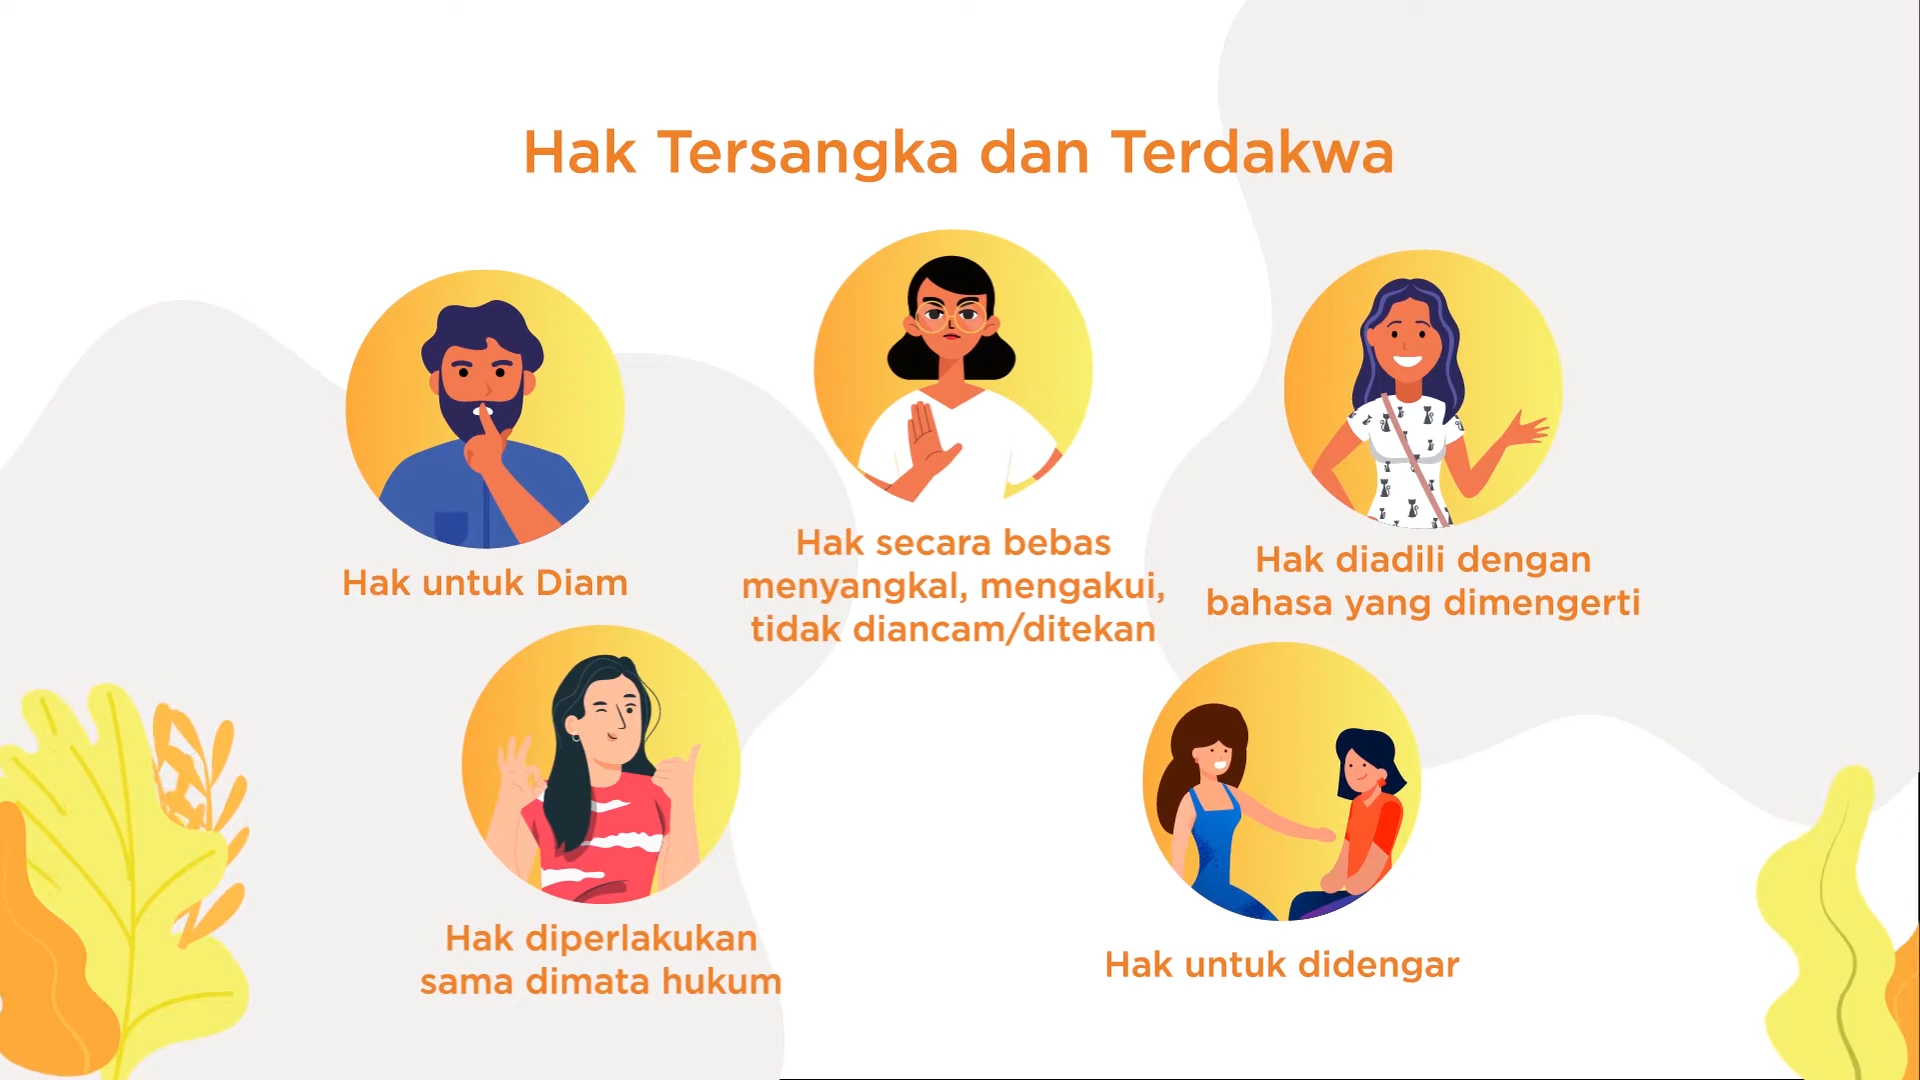 Hak Tersangka dan Terdakwa
Hak untuk Diam
Hak secara bebas
menyangkal, mengakui,
tidak diancam/ditekan
Hak diadili dengan
bahasa yang dimengerti
Hak diperlakukan
sama dimata hukum
Hak untuk didengar